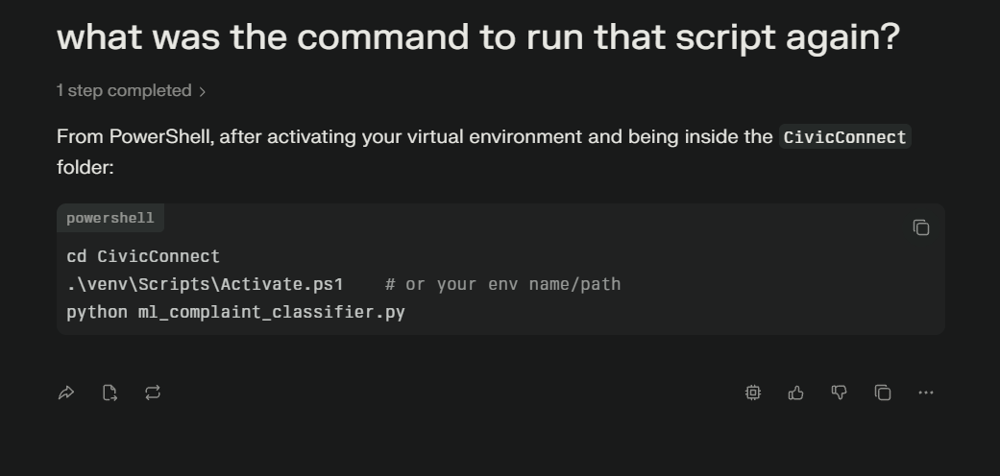 what was the command to run that script again?
1 step completed >
From PowerShell, after activating your virtual environment and being inside the CivicConnect
folder:
powershell
cd CivicConnect
.\venv\Scripts\Activate.ps1    # or your env name/path
python ml_complaint_classifier.py